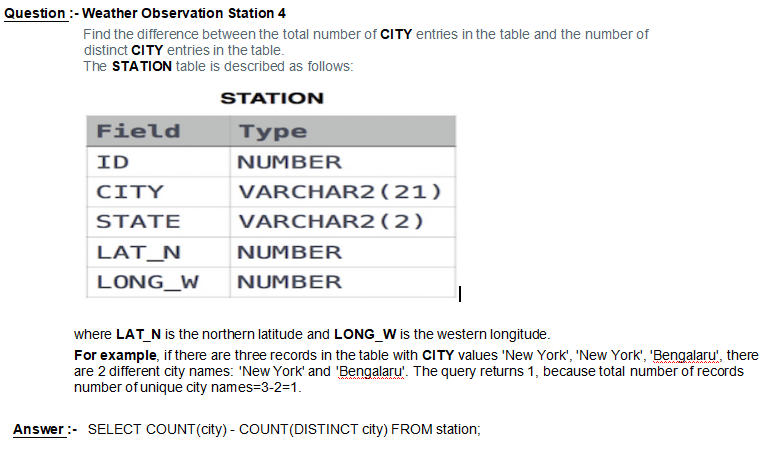 Question :- Weather Observation Station 4
Find the difference between the total number of CITY entries in the table and the number of
distinct CITY entries in the table.
The STATION table is described as follows:
STATION
Field Type
ID NUMBER
CITY VARCHAR2(21)
STATE VARCHAR2(2)
LAT_N NUMBER
LONG_W NUMBER
where LAT_N is the northern latitude and LONG_W is the western longitude.
For example, if there are three records in the table with CITY values 'New York', 'New York', 'Bengalaru', there
are 2 different city names: 'New York' and 'Bengalaru'. The query returns 1, because total number of records
number of unique city names=3-2=1.
Answer :- SELECT COUNT(city) - COUNT(DISTINCT city) FROM station;